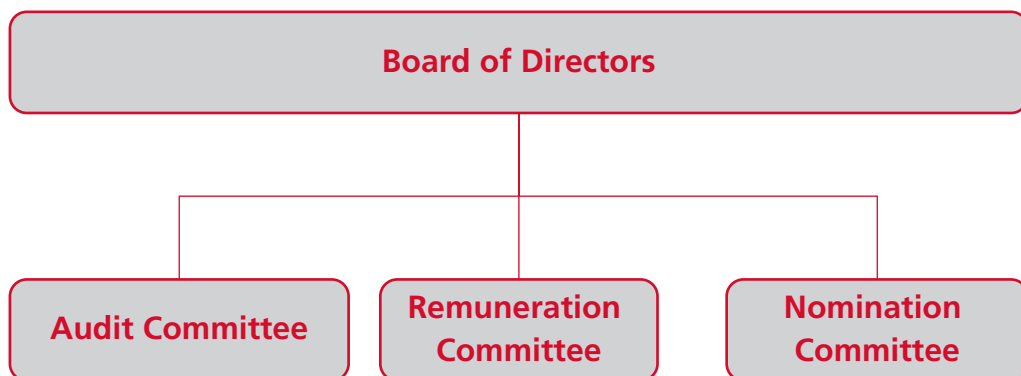 Board of Directors
Audit Committee
Remuneration
Committee
Nomination
Committee